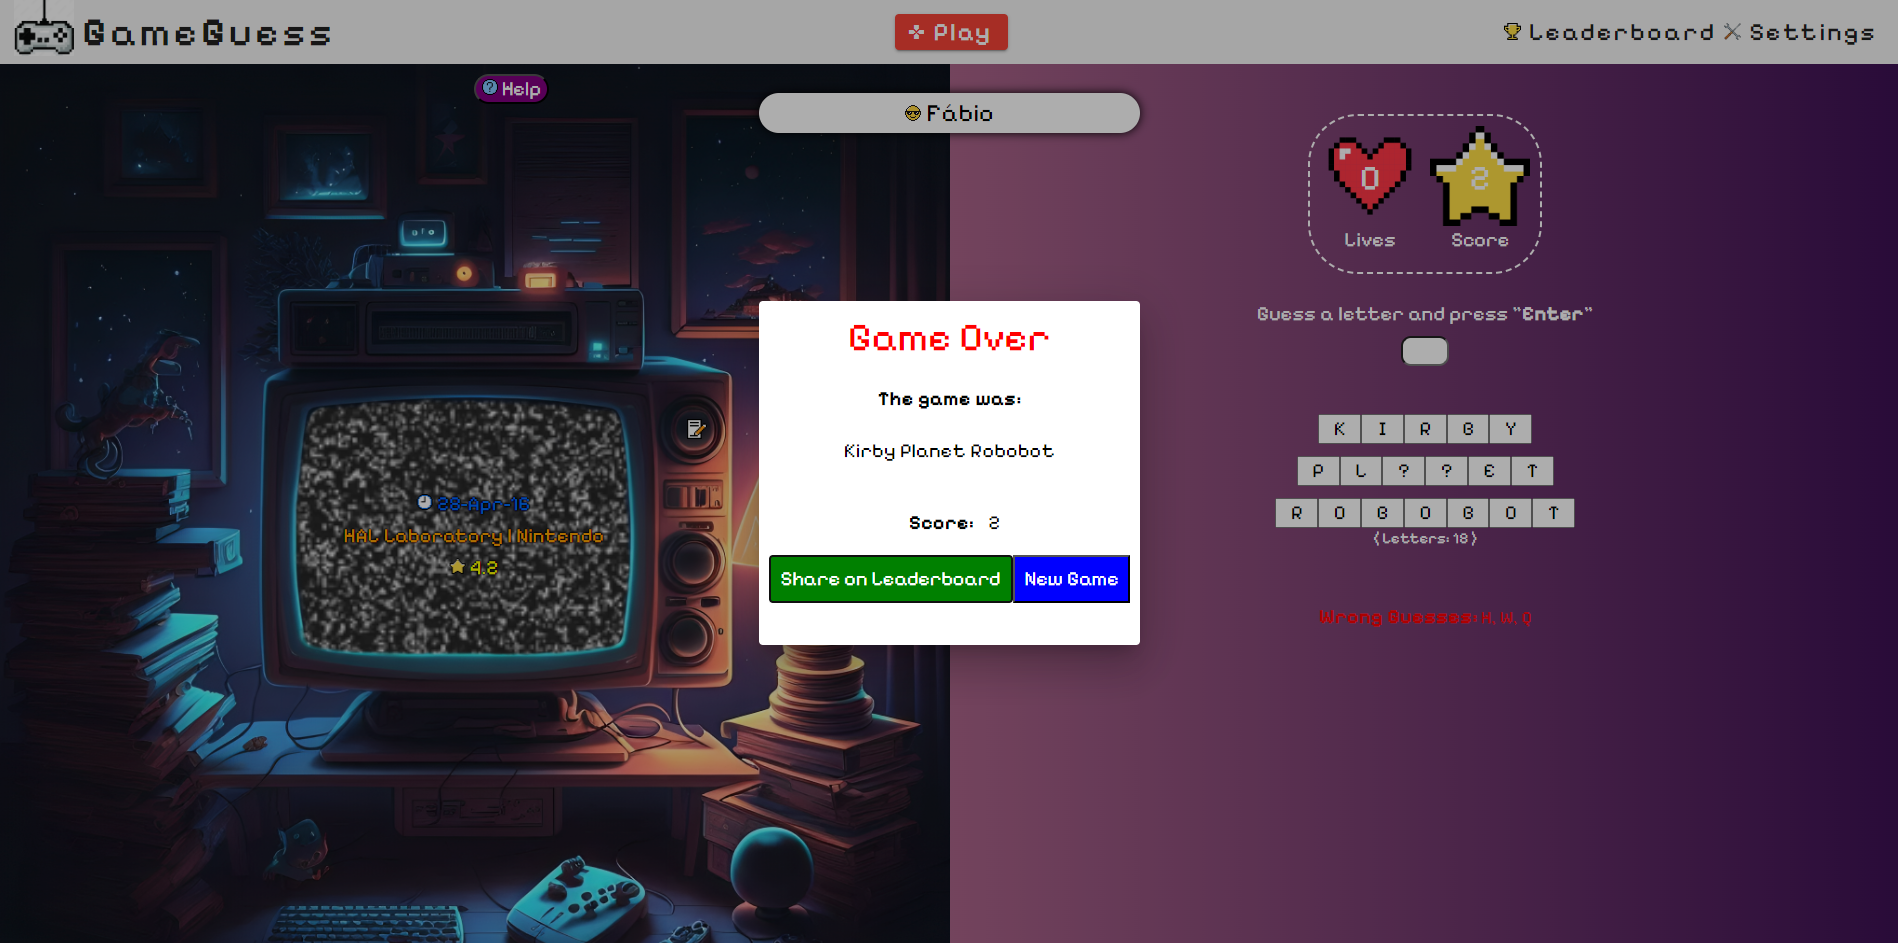 GameGuess
Play
Leaderboard
Settings
Help
Fábio
0
2
Lives
Score
Guess a letter and press "Enter"
Game Over
The game was:
Kirby Planet Robobot
Score: 2
Share on Leaderboard
New Game
28-Apr-16
HAL Laboratory | Nintendo
4.2
K I R B Y
P L ? ? E T
R O B O B O T
(Letters: 18)
Wrong Guesses: M, W, Q